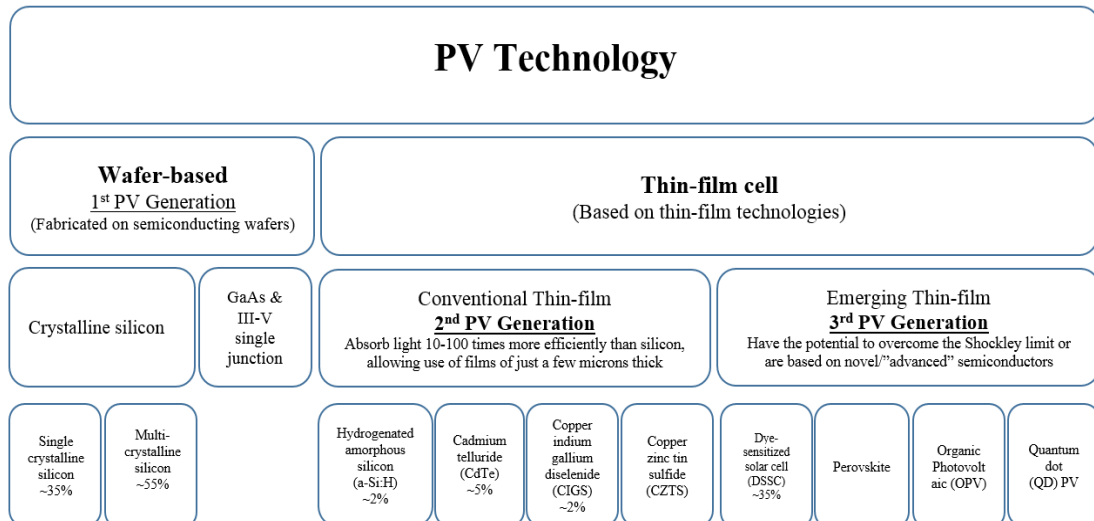 PV Technology
Wafer-based
1st PV Generation
(Fabricated on semiconducting wafers)
Thin-film cell
(Based on thin-film technologies)
Crystalline silicon
GaAs &
III-V
single
junction
Conventional Thin-film
2nd PV Generation
Absorb light 10-100 times more efficiently than silicon,
allowing use of films of just a few microns thick
Emerging Thin-film
3rd PV Generation
Have the potential to overcome the Shockley limit or
are based on novel/”advanced” semiconductors
Single
crystalline
silicon
~35%
Multi-
crystalline
silicon
~55%
Hydrogenated
amorphous
silicon
(a-Si:H)
~2%
Cadmium
telluride
(CdTe)
~5%
Copper
indium
gallium
diselenide
(CIGS)
~2%
Copper
zinc tin
sulfide
(CZTS)
Dye-
sensitized
solar cell
(DSSC)
~35%
Perovskite
Organic
Photovolt
aic (OPV)
Quantum
dot
(QD) PV